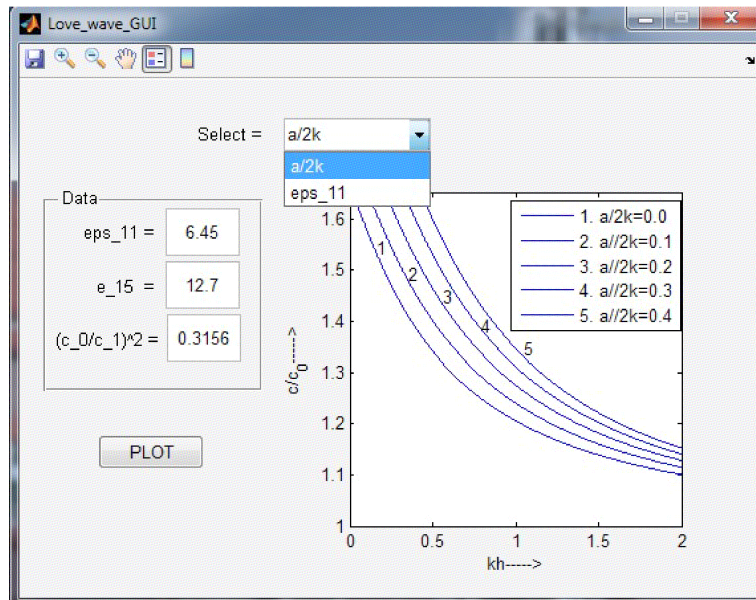 Love_wave_GUI
Select =
a/2k
a/2k
eps_11
Data
eps_11 = 6.45
e_15 = 12.7
(c_0/c_1)^2 = 0.3156
PLOT
1. a/2k=0.0
2. a//2k=0.1
3. a//2k=0.2
4. a//2k=0.3
5. a//2k=0.4
1.6
1.5
1.4
1.3
1.2
1.1
1
c/c₀----->
1
2
3
4
5
0 0.5 1 1.5 2
kh----->